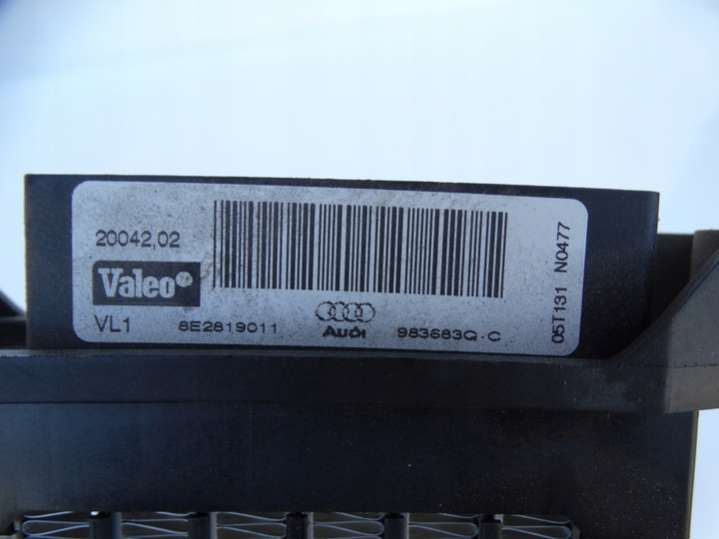 20042,02
Valeo
VL1
8E2819011
Audi
983683Q-C
05T131 N0477